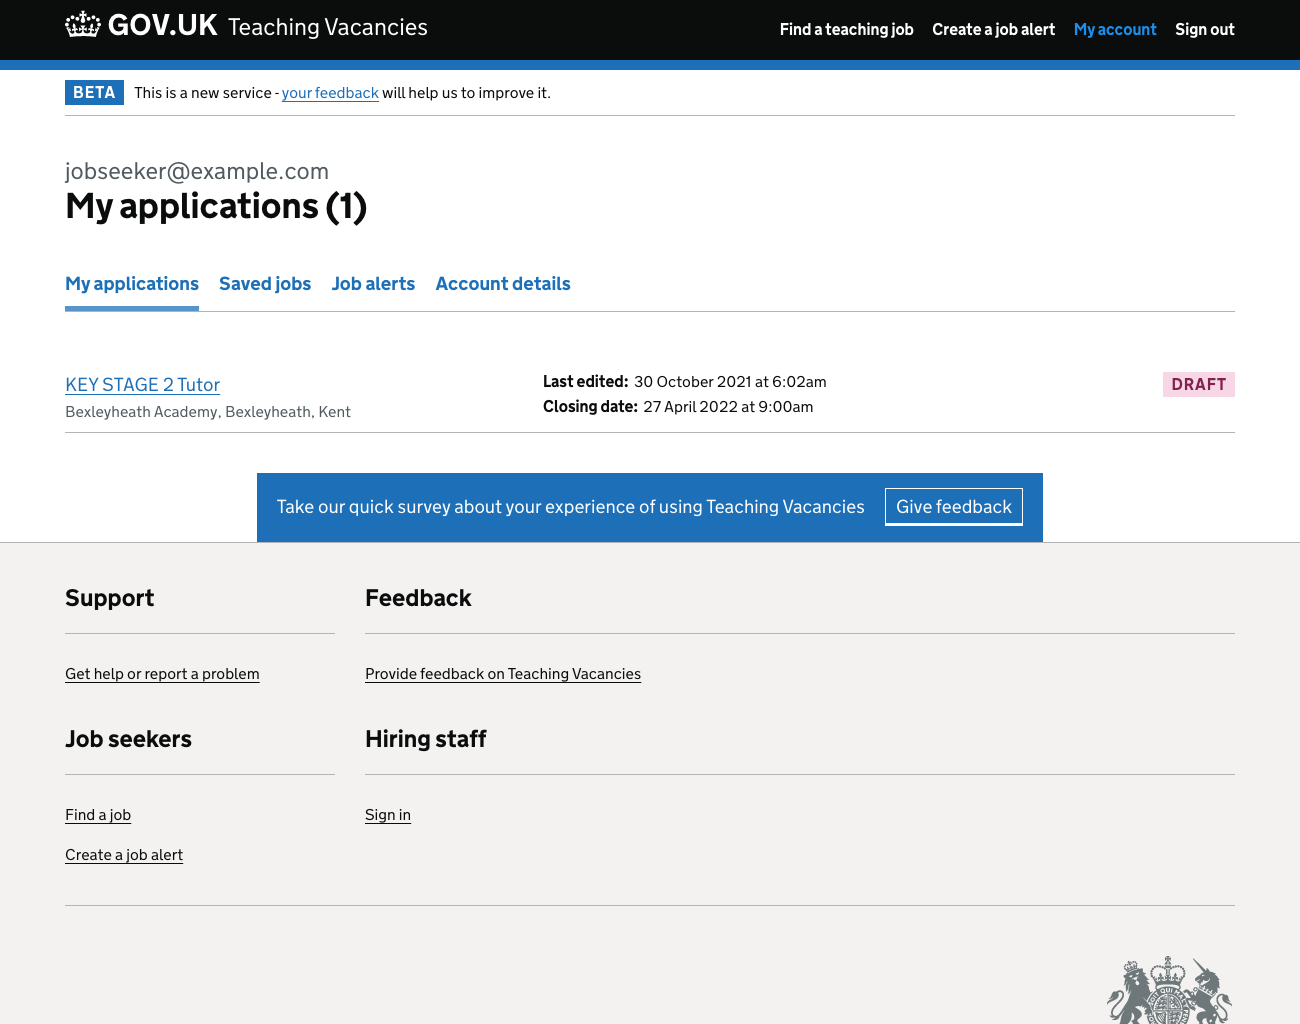 GOV.UK Teaching Vacancies
Find a teaching job Create a job alert My account Sign out
BETA This is a new service - your feedback will help us to improve it.
jobseeker@example.com
My applications (1)
My applications Saved jobs Job alerts Account details
KEY STAGE 2 Tutor
Bexleyheath Academy, Bexleyheath, Kent
Last edited: 30 October 2021 at 6:02am
Closing date: 27 April 2022 at 9:00am
DRAFT
Take our quick survey about your experience of using Teaching Vacancies Give feedback
Support
Get help or report a problem
Feedback
Provide feedback on Teaching Vacancies
Job seekers
Find a job
Create a job alert
Hiring staff
Sign in